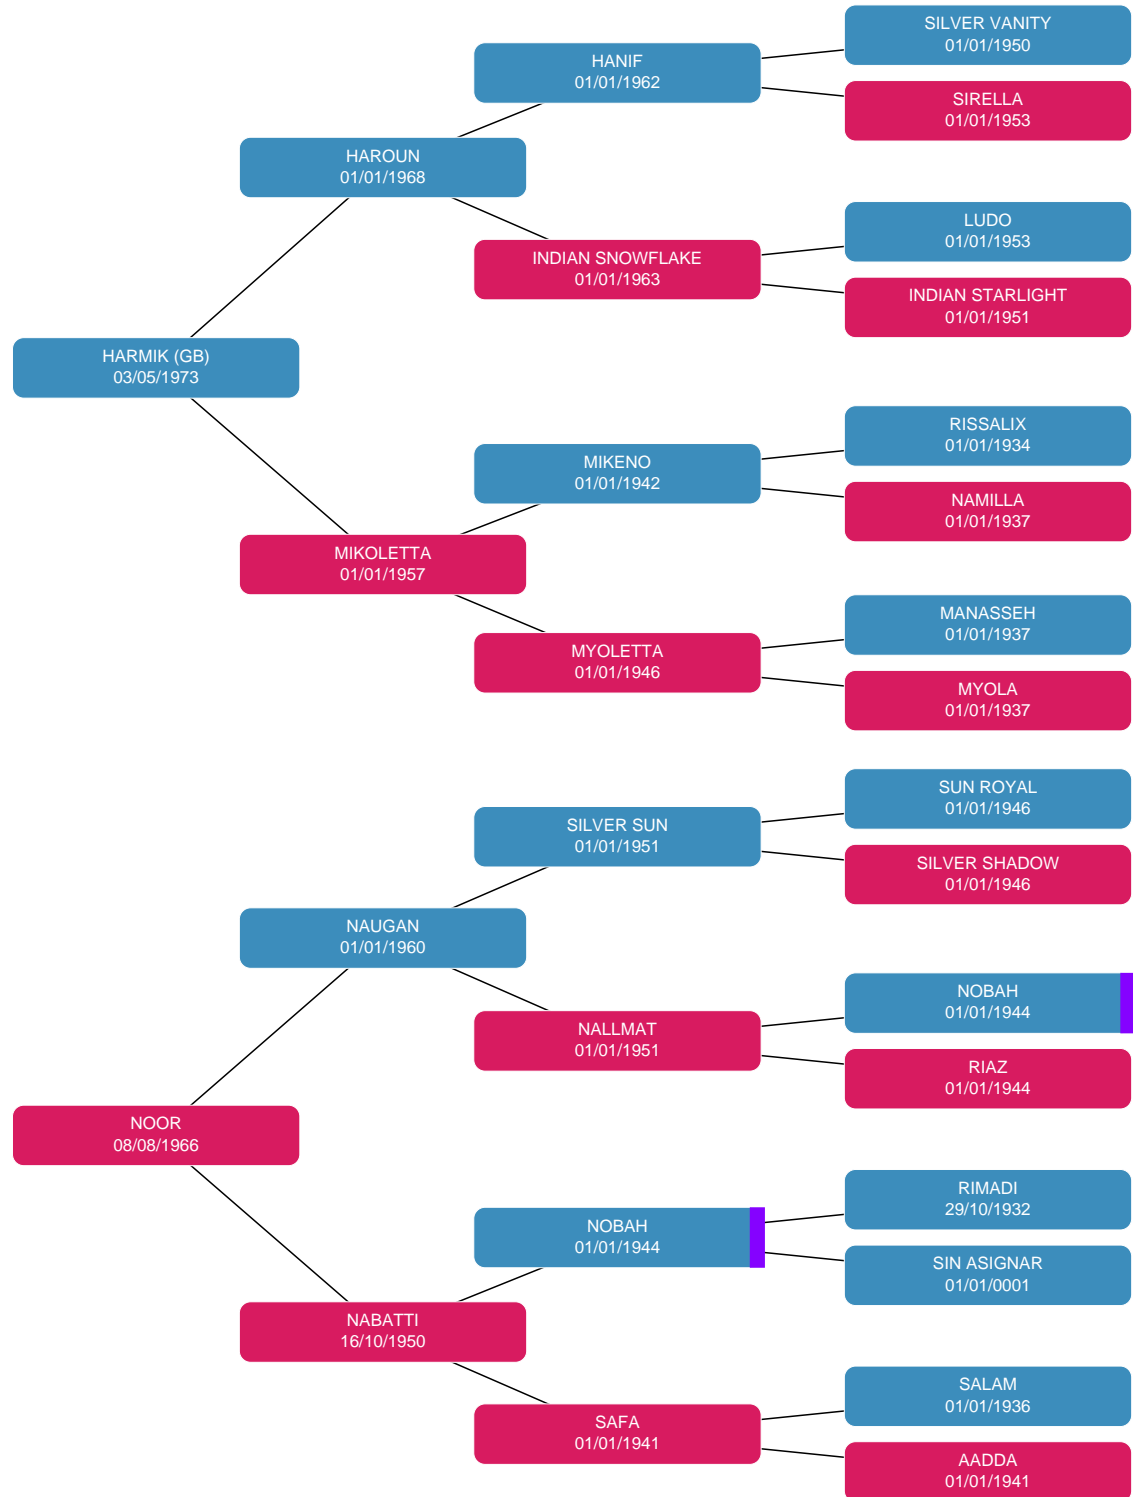 SILVER VANITY
01/01/1950
HANIF
01/01/1962
SIRELLA
01/01/1953
HAROUN
01/01/1968
LUDO
01/01/1953
INDIAN SNOWFLAKE
01/01/1963
INDIAN STARLIGHT
01/01/1951
HARMIK (GB)
03/05/1973
RISSALIX
01/01/1934
MIKENO
01/01/1942
NAMILLA
01/01/1937
MIKOLETTA
01/01/1957
MANASSEH
01/01/1937
MYOLETTA
01/01/1946
MYOLA
01/01/1937
SUN ROYAL
01/01/1946
SILVER SUN
01/01/1951
SILVER SHADOW
01/01/1946
NAUGAN
01/01/1960
NOBAH
01/01/1944
NALLMAT
01/01/1951
RIAZ
01/01/1944
NOOR
08/08/1966
RIMADI
29/10/1932
NOBAH
01/01/1944
SIN ASIGNAR
01/01/0001
NABATTI
16/10/1950
SALAM
01/01/1936
SAFA
01/01/1941
AADDA
01/01/1941